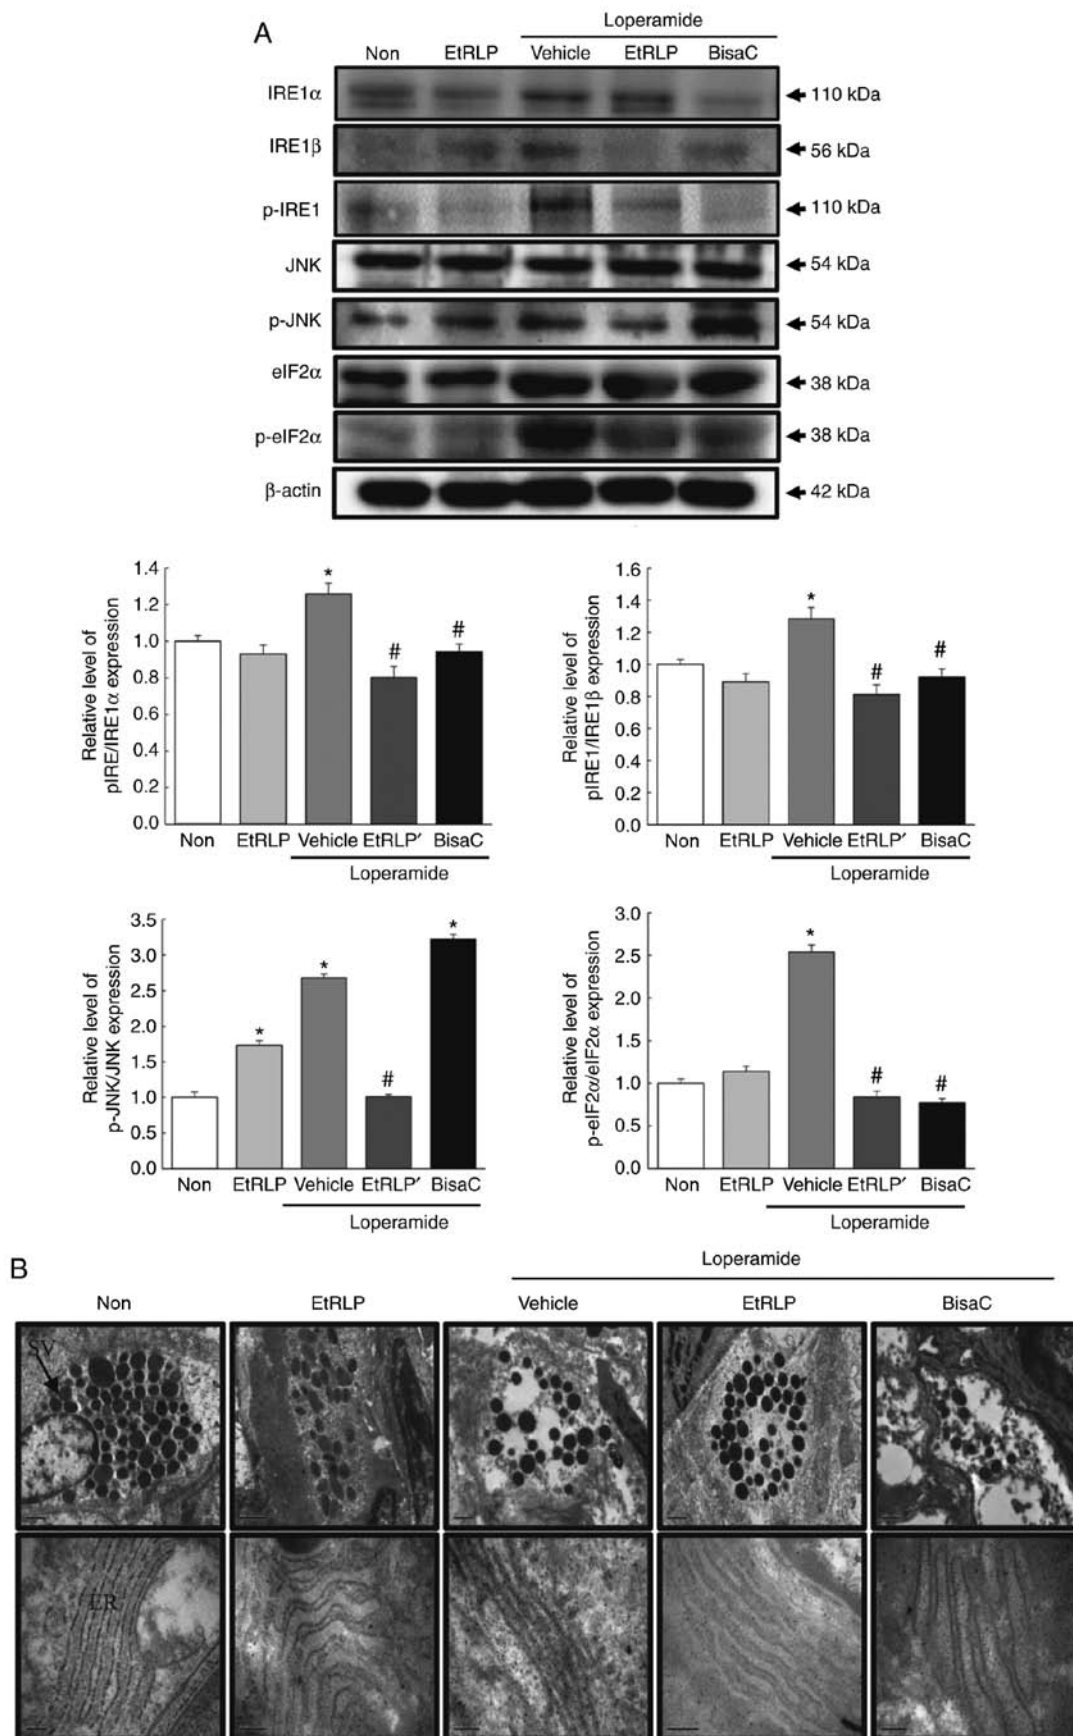 A
Loperamide
Non EtRLP Vehicle EtRLP BisaC
IRE1α 110 kDa
IRE1β 56 kDa
p-IRE1 110 kDa
JNK 54 kDa
p-JNK 54 kDa
eIF2α 38 kDa
p-eIF2α 38 kDa
β-actin 42 kDa
Relative level of
pIRE/IRE1α expression
1.4
1.2
1.0
0.8
0.6
0.4
0.2
0.0
*
#
#
Non EtRLP Vehicle EtRLP′ BisaC
Loperamide
Relative level of
pIRE1/IRE1β expression
1.6
1.4
1.2
1.0
0.8
0.6
0.4
0.2
0.0
*
#
#
Non EtRLP Vehicle EtRLP′ BisaC
Loperamide
Relative level of
p-JNK/JNK expression
3.5
3.0
2.5
2.0
1.5
1.0
0.5
0.0
*
*
#
*
Non EtRLP Vehicle EtRLP′ BisaC
Loperamide
Relative level of
p-eIF2α/eIF2α expression
3.0
2.5
2.0
1.5
1.0
0.5
0.0
*
#
#
Non EtRLP Vehicle EtRLP′ BisaC
Loperamide
B
Loperamide
Non EtRLP Vehicle EtRLP BisaC
SV
ER